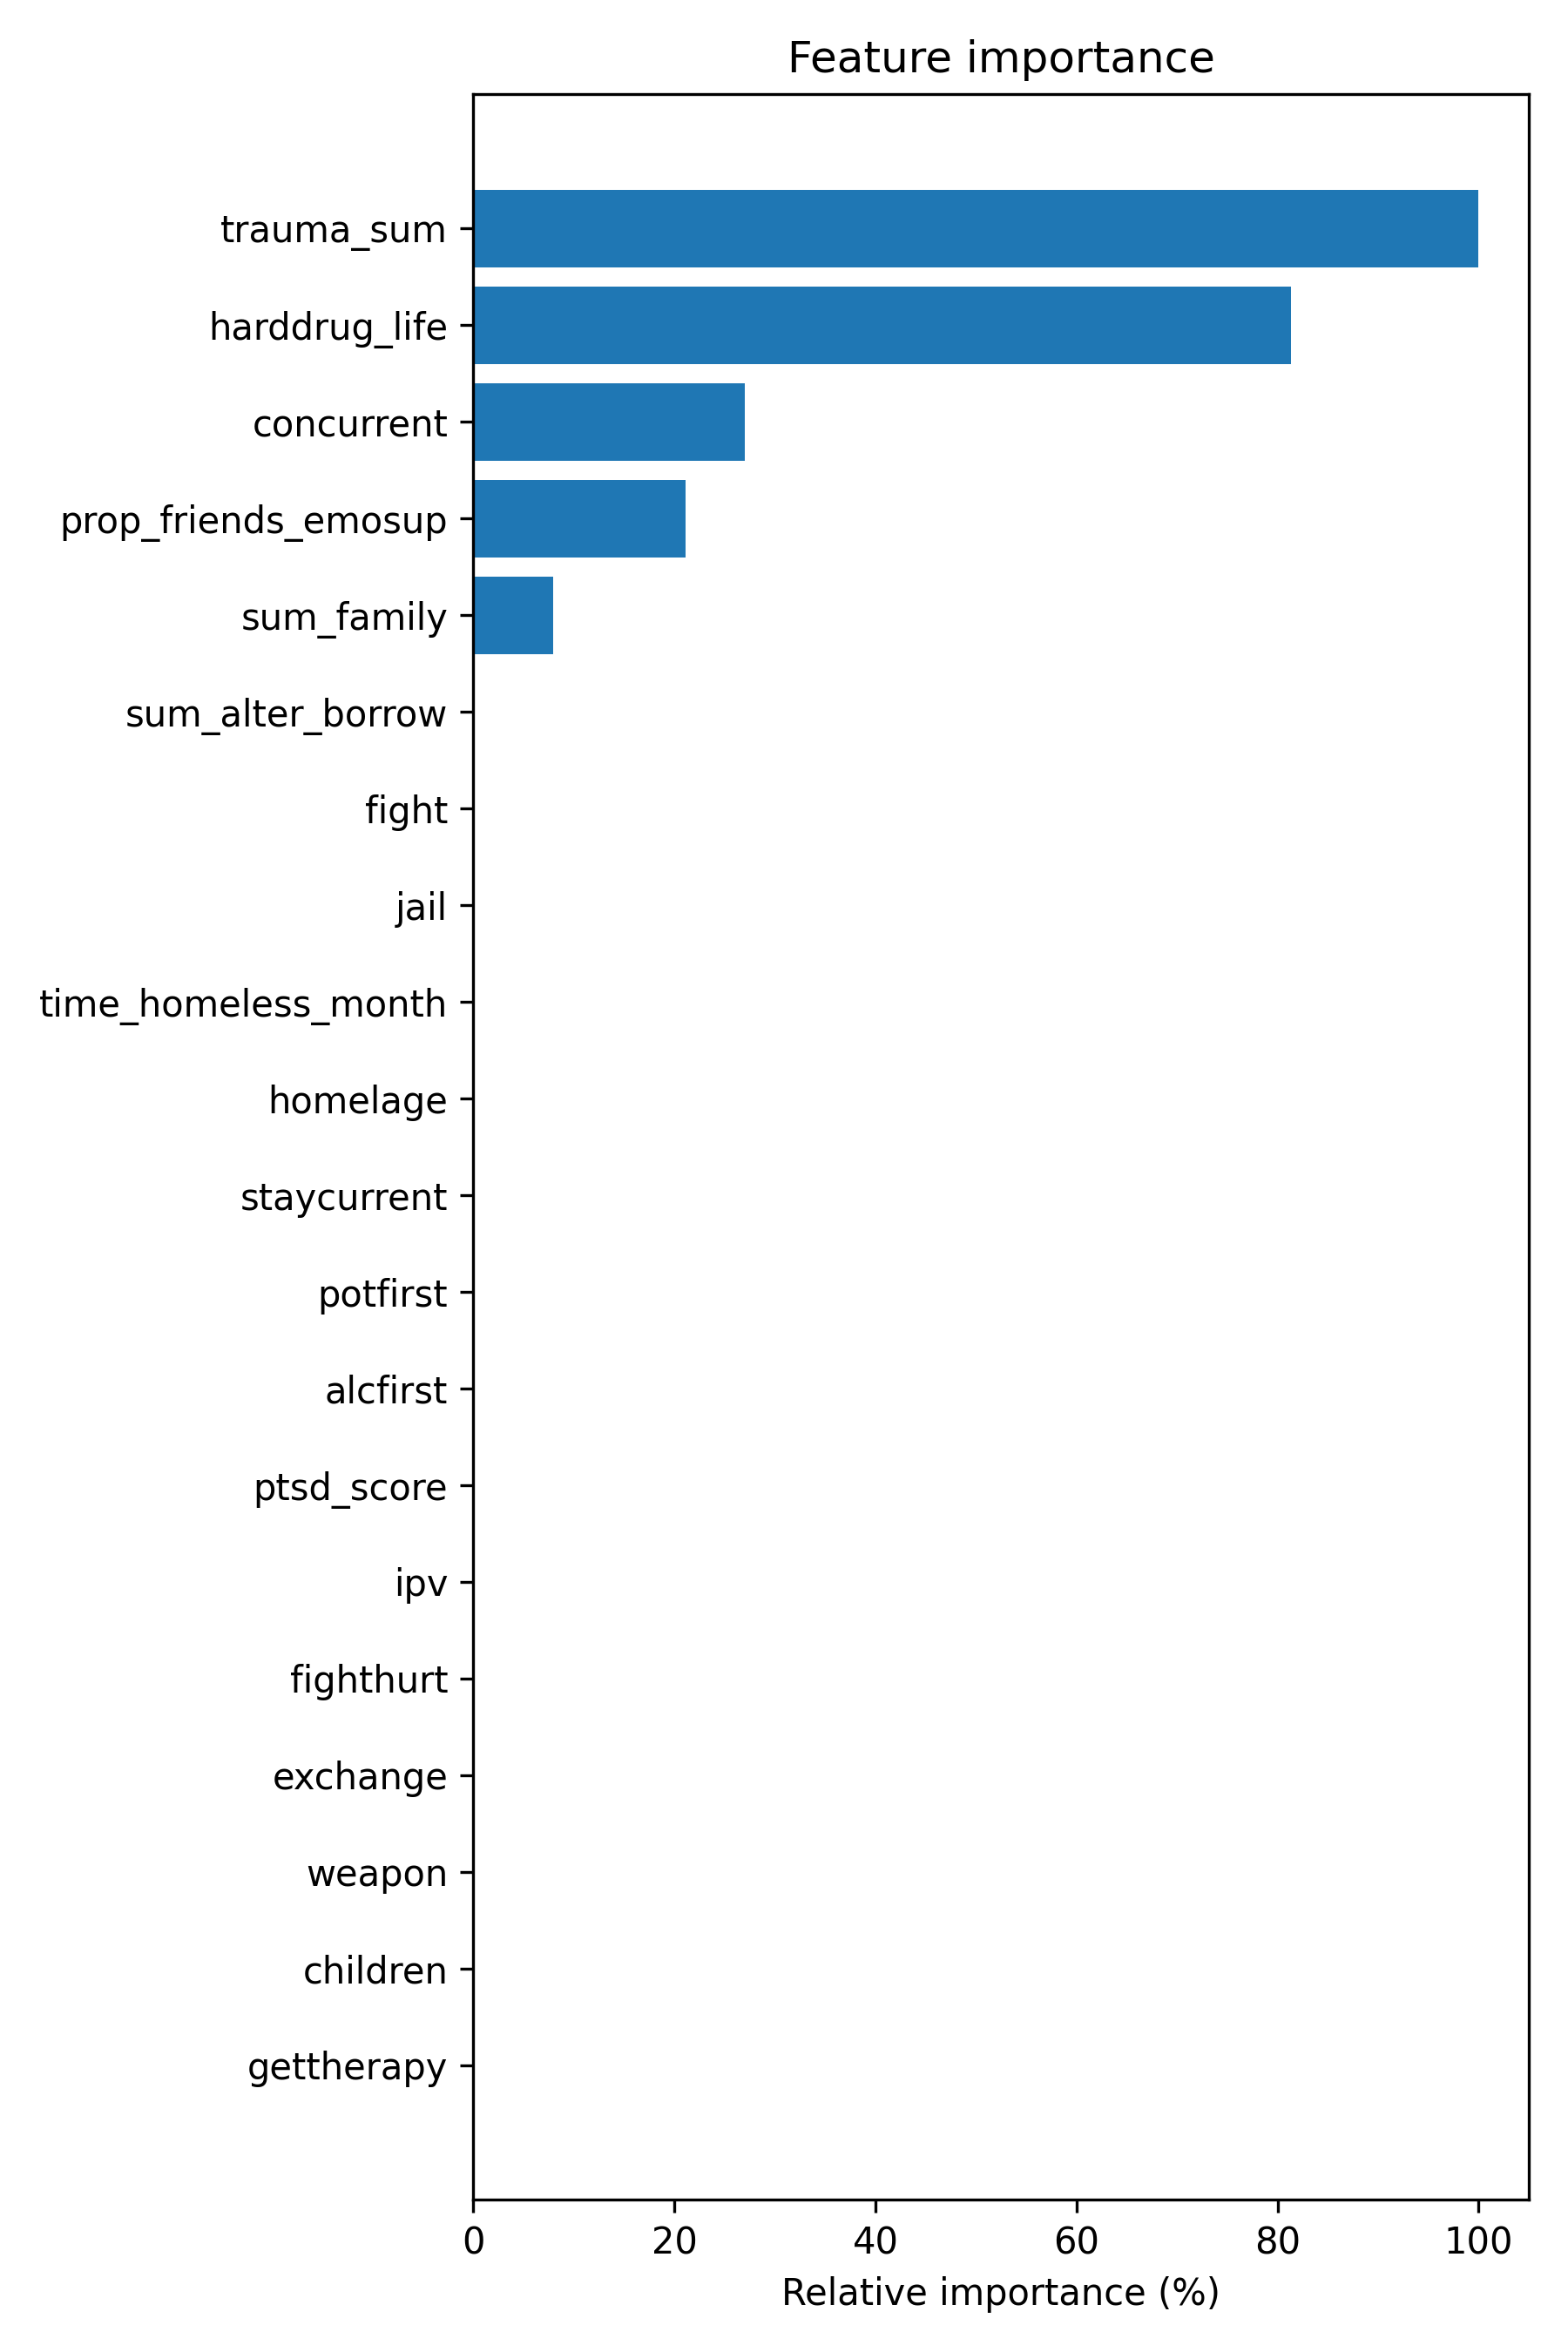 Feature importance
trauma_sum
harddrug_life
concurrent
prop_friends_emosup
sum_family
sum_alter_borrow
fight
jail
time_homeless_month
homelage
staycurrent
potfirst
alcfirst
ptsd_score
ipv
fighthurt
exchange
weapon
children
gettherapy
0 20 40 60 80 100
Relative importance (%)